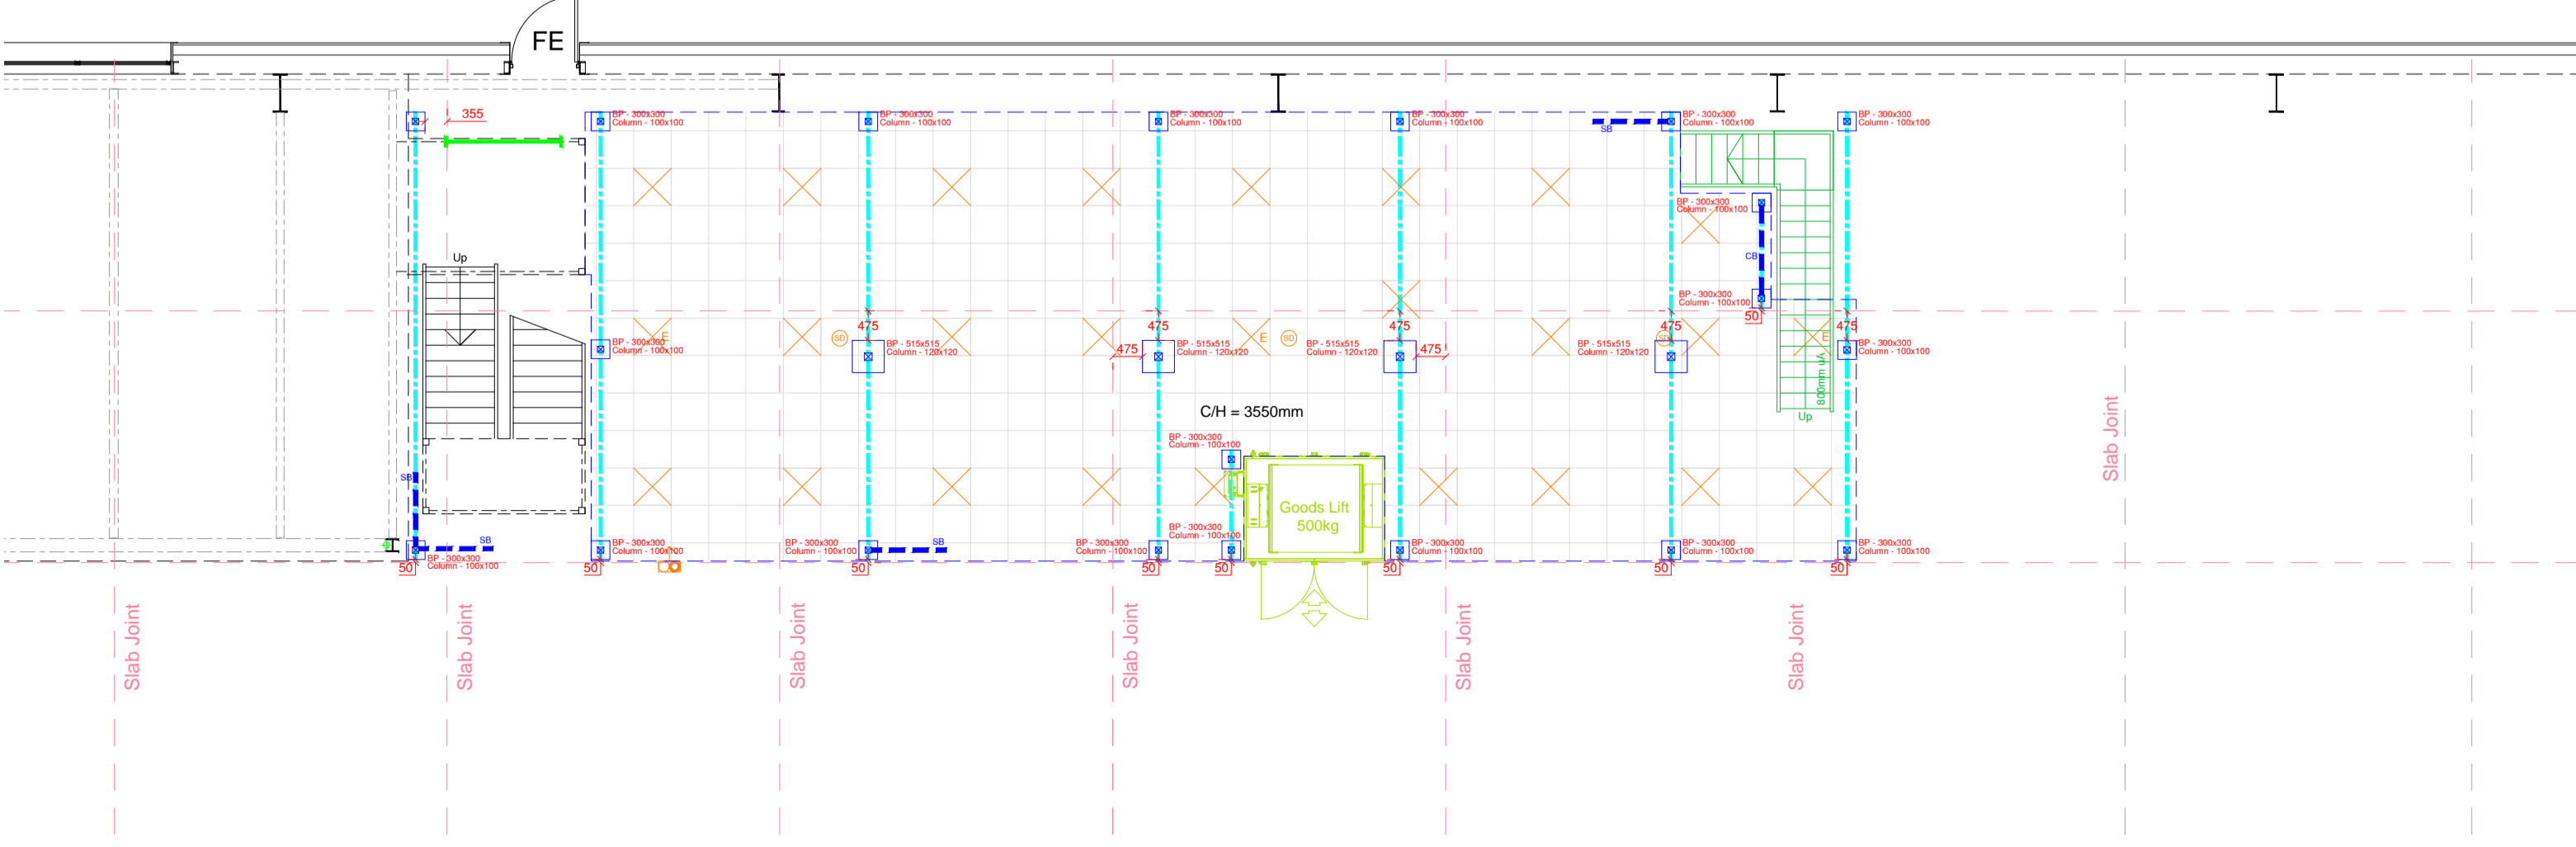 FE
355
BP - 300x300
Column - 100x100
BP - 300x300
Column - 100x100
BP - 300x300
Column - 100x100
BP - 300x300
Column - 100x100
SB
BP - 300x300
Column - 100x100
BP - 300x300
Column - 100x100
BP - 300x300
Column - 100x100
Up
CB
BP - 300x300
Column - 100x100
50
475
475
475
475
475
E
SD
E
SD
SD
E
BP - 300x300
Column - 100x100
BP - 515x515
Column - 120x120
475
BP - 515x515
Column - 120x120
BP - 515x515
Column - 120x120
475
BP - 515x515
Column - 120x120
BP - 300x300
Column - 100x100
800mm uA
Up
C/H = 3550mm
BP - 300x300
Column - 100x100
Slab Joint
SB
Goods Lift
500kg
BP - 300x300
Column - 100x100
SB
BP - 300x300
Column - 100x100
BP - 300x300
Column - 100x100
BP - 300x300
Column - 100x100
SB
BP - 300x300
Column - 100x100
BP - 300x300
Column - 100x100
BP - 300x300
Column - 100x100
BP - 300x300
Column - 100x100
50
50
50
50
50
50
50
50
Slab Joint
Slab Joint
Slab Joint
Slab Joint
Slab Joint
Slab Joint